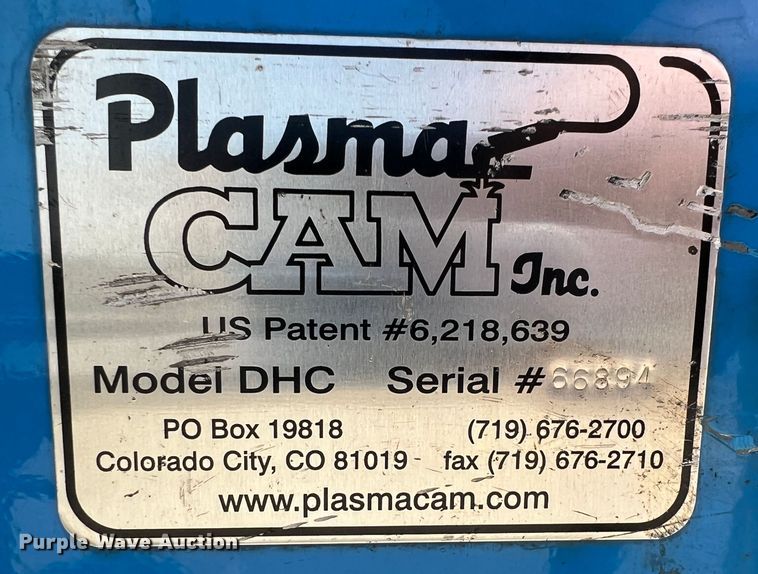 Plasma
CAM Inc.
US Patent #6,218,639
Model DHC Serial # 66894
PO Box 19818 (719) 676-2700
Colorado City, CO 81019 fax (719) 676-2710
www.plasmacam.com
Purple Wave Auction